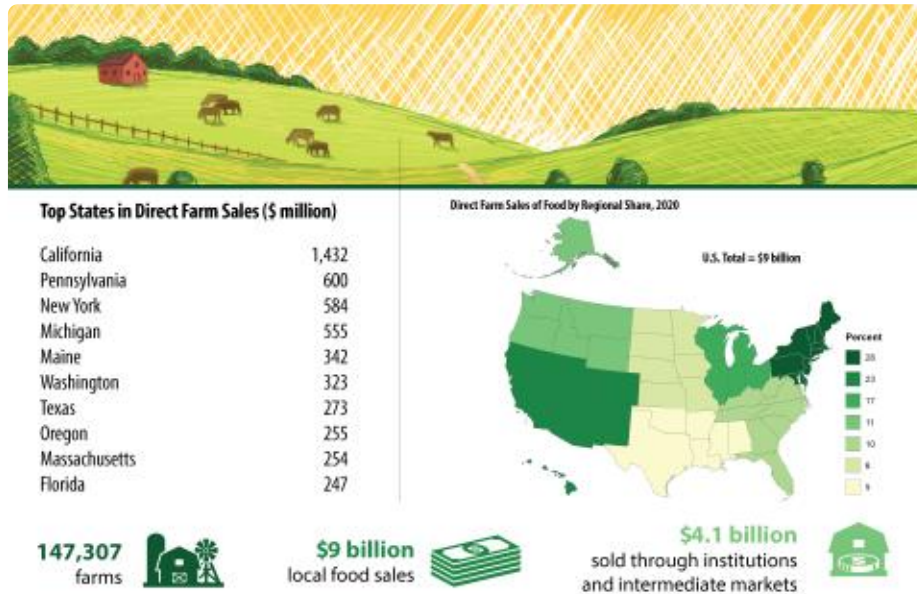 Top States in Direct Farm Sales ($ million)
California 1,432
Pennsylvania 600
New York 584
Michigan 555
Maine 342
Washington 323
Texas 273
Oregon 255
Massachusetts 254
Florida 247
Direct Farm Sales of Food by Regional Share, 2020
U.S. Total = $9 billion
Percent
23
17
11
10
147,307
farms
$9 billion
local food sales
$4.1 billion
sold through institutions
and intermediate markets